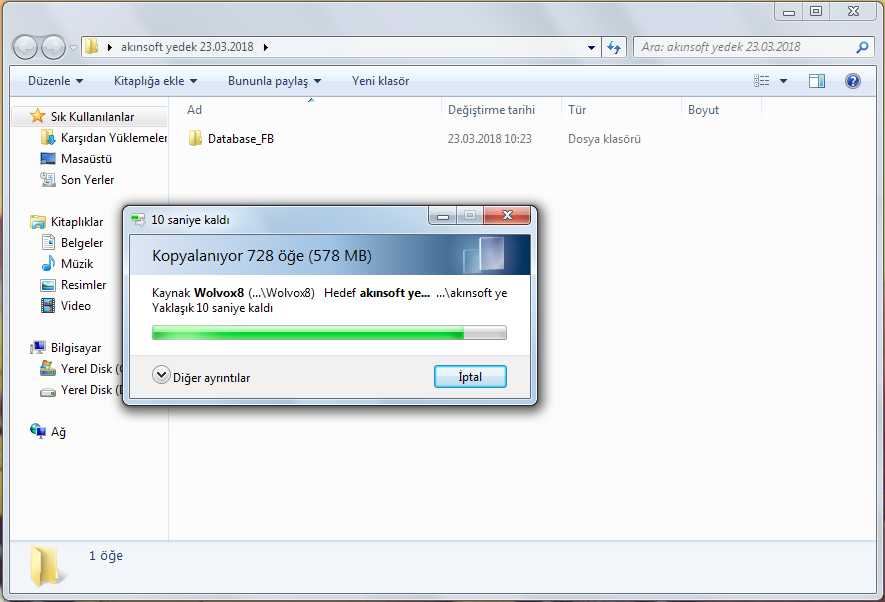 akınsoft yedek 23.03.2018
Ara: akınsoft yedek 23.03.2018
Düzenle Kitaplığa ekle Bununla paylaş Yeni klasör
Sık Kullanılanlar
Karşıdan Yüklemeler
Masaüstü
Son Yerler
Kitaplıklar
Belgeler
Müzik
Resimler
Video
Bilgisayar
Yerel Disk (
Yerel Disk (
Ağ
Ad Değiştirme tarihi Tür Boyut
Database_FB 23.03.2018 10:23 Dosya klasörü
10 saniye kaldı
Kopyalanıyor 728 öğe (578 MB)
Kaynak Wolvox8 (...\Wolvox8) Hedef akınsoft ye... ...\akınsoft ye
Yaklaşık 10 saniye kaldı
Diğer ayrıntılar
İptal
1 öğe